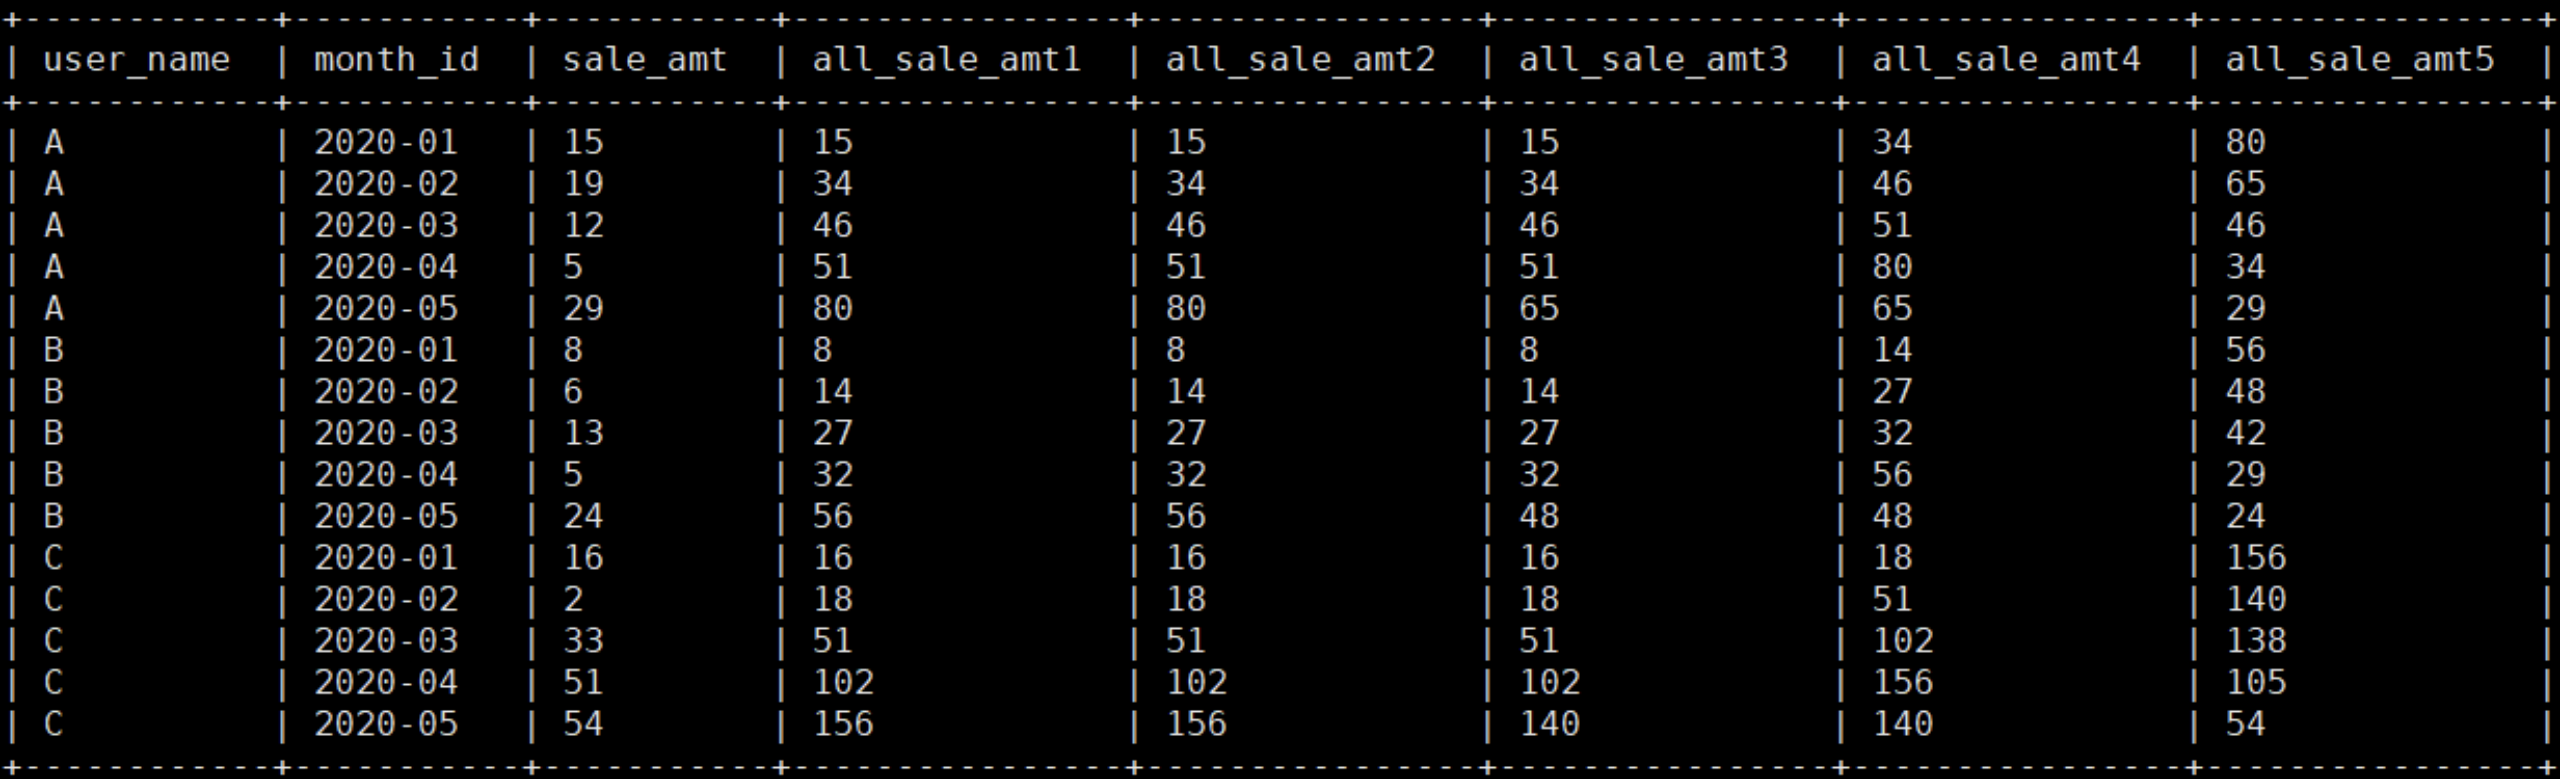 +-----------+----------+----------+---------------+---------------+---------------+---------------+---------------+
| user_name | month_id | sale_amt | all_sale_amt1 | all_sale_amt2 | all_sale_amt3 | all_sale_amt4 | all_sale_amt5 |
+-----------+----------+----------+---------------+---------------+---------------+---------------+---------------+
| A | 2020-01 | 15 | 15 | 15 | 15 | 34 | 80 |
| A | 2020-02 | 19 | 34 | 34 | 34 | 46 | 65 |
| A | 2020-03 | 12 | 46 | 46 | 46 | 51 | 46 |
| A | 2020-04 | 5 | 51 | 51 | 51 | 80 | 34 |
| A | 2020-05 | 29 | 80 | 80 | 65 | 65 | 29 |
| B | 2020-01 | 8 | 8 | 8 | 8 | 14 | 56 |
| B | 2020-02 | 6 | 14 | 14 | 14 | 27 | 48 |
| B | 2020-03 | 13 | 27 | 27 | 27 | 32 | 42 |
| B | 2020-04 | 5 | 32 | 32 | 32 | 56 | 29 |
| B | 2020-05 | 24 | 56 | 56 | 48 | 48 | 24 |
| C | 2020-01 | 16 | 16 | 16 | 16 | 18 | 156 |
| C | 2020-02 | 2 | 18 | 18 | 18 | 51 | 140 |
| C | 2020-03 | 33 | 51 | 51 | 51 | 102 | 138 |
| C | 2020-04 | 51 | 102 | 102 | 102 | 156 | 105 |
| C | 2020-05 | 54 | 156 | 156 | 140 | 140 | 54 |
+-----------+----------+----------+---------------+---------------+---------------+---------------+---------------+